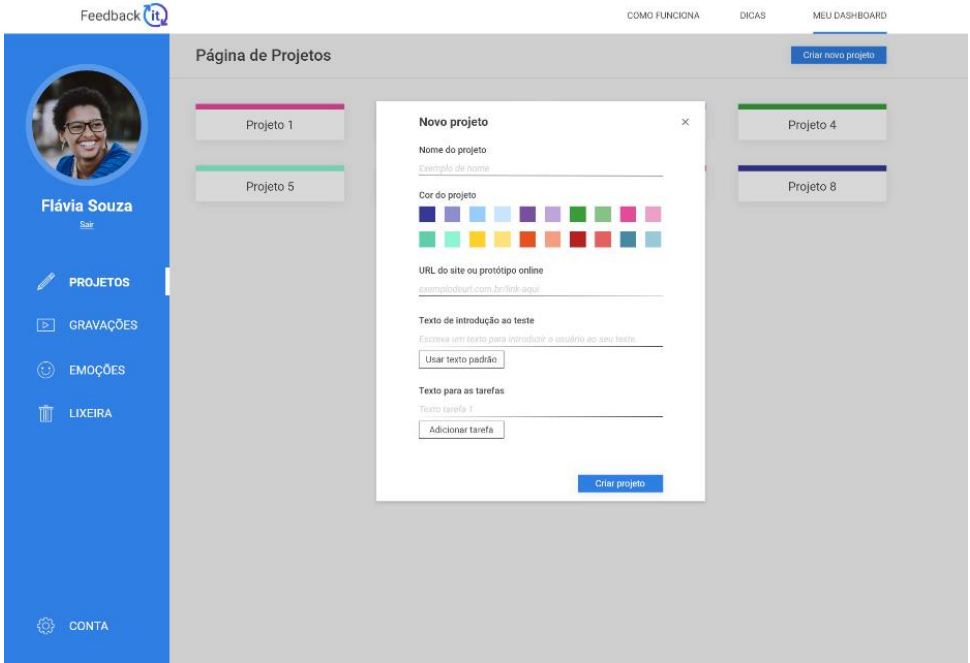 Feedback it
COMO FUNCIONA
DICAS
MEU DASHBOARD
Página de Projetos
Criar novo projeto
Flávia Souza
Sair
PROJETOS
GRAVAÇÕES
EMOÇÕES
LIXEIRA
CONTA
Projeto 1
Projeto 4
Projeto 5
Projeto 8
Novo projeto
×
Nome do projeto
Exemplo de nome
Cor do projeto
URL do site ou protótipo online
exemplodeurl.com.br/link-aqui
Texto de introdução ao teste
Escreva um texto para introduzir o usuário ao seu teste.
Usar texto padrão
Texto para as tarefas
Texto tarefa 1
Adicionar tarefa
Criar projeto